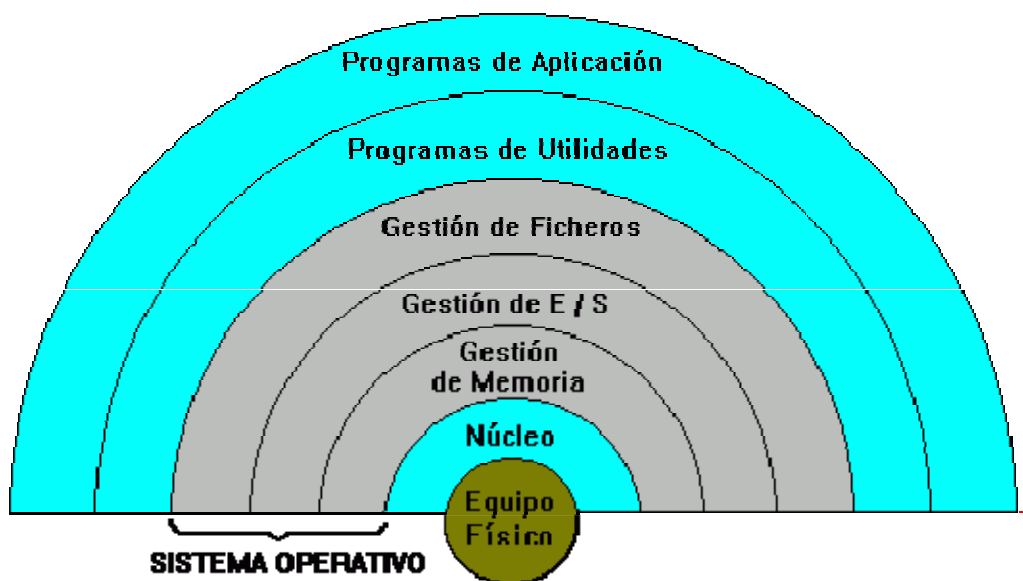 Programas de Aplicación
Programas de Utilidades
Gestión de Ficheros
Gestión de E / S
Gestión
de Memoria
Núcleo
Equipo
Físico
SISTEMA OPERATIVO